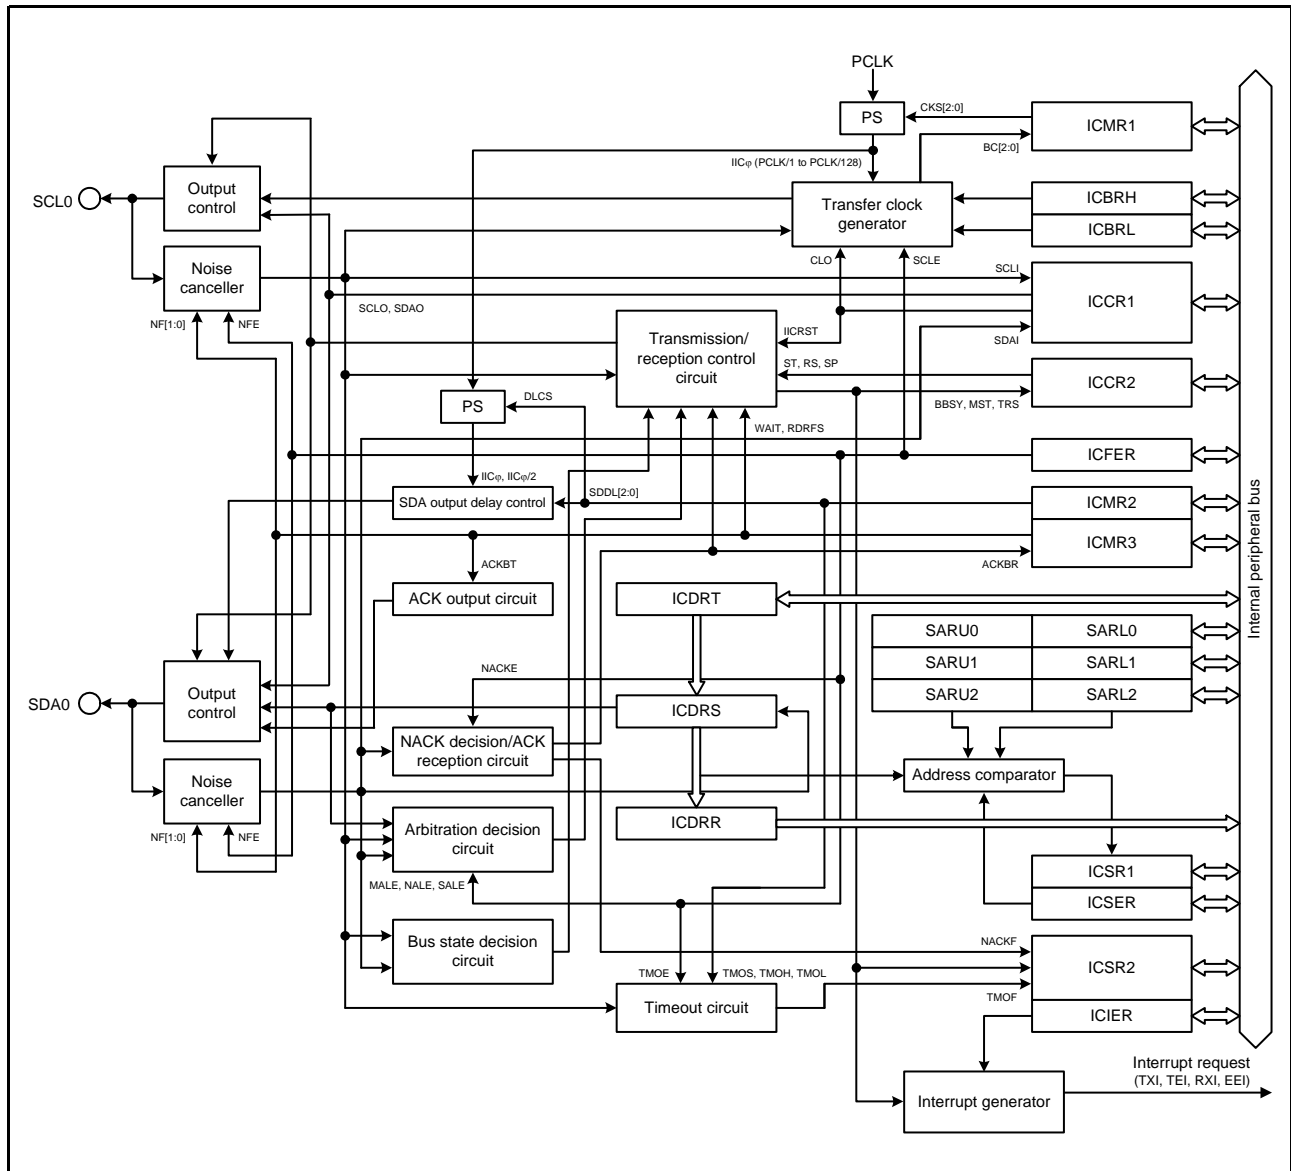 PCLK
PS
CKS[2:0]
ICMR1
BC[2:0]
IICφ (PCLK/1 to PCLK/128)
SCL0
Output
control
Transfer clock
generator
ICBRH
ICBRL
Noise
canceller
CLO
SCLE
SCLI
ICCR1
SCLO, SDAO
NF[1:0]
NFE
Transmission/
reception control
circuit
IICRST
SDAI
ST, RS, SP
ICCR2
BBSY, MST, TRS
PS
DLCS
WAIT, RDRFS
ICFER
IICφ, IICφ/2
SDA output delay control
SDDL[2:0]
ICMR2
ICMR3
ACKBT
ACKBR
ACK output circuit
ICDRT
Internal peripheral bus
SARU0
SARL0
SARU1
SARL1
SARU2
SARL2
NACKE
SDA0
Output
control
ICDRS
NACK decision/ACK
reception circuit
Address comparator
Noise
canceller
ICDRR
NF[1:0]
NFE
Arbitration decision
circuit
MALE, NALE, SALE
ICSR1
ICSER
Bus state decision
circuit
NACKF
ICSR2
TMOE
TMOS, TMOH, TMOL
TMOF
Timeout circuit
ICIER
Interrupt request
(TXI, TEI, RXI, EEI)
Interrupt generator